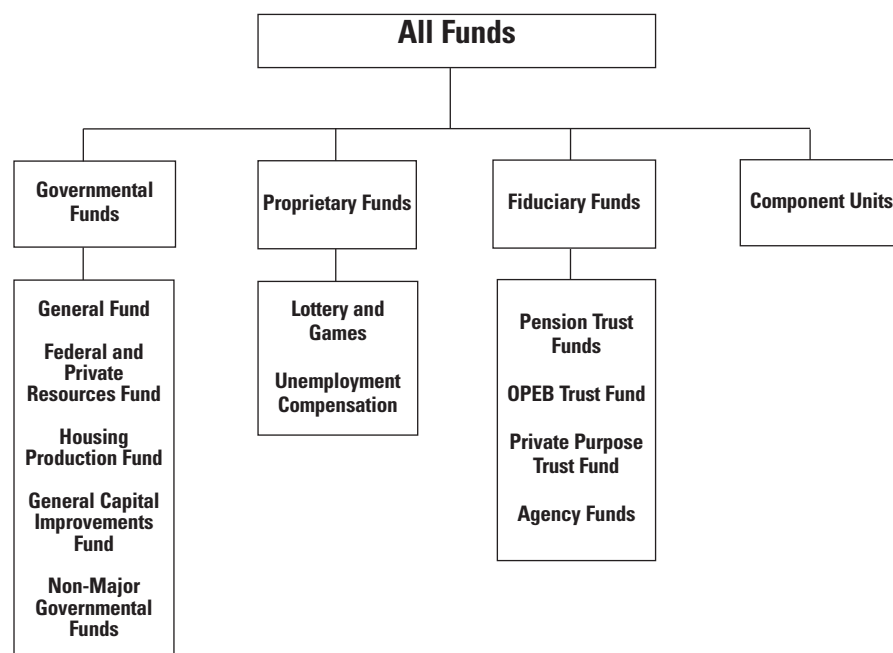 All Funds
Governmental
Funds
Proprietary Funds
Fiduciary Funds
Component Units
General Fund
Federal and
Private
Resources Fund
Housing
Production Fund
General Capital
Improvements
Fund
Non-Major
Governmental
Funds
Lottery and
Games
Unemployment
Compensation
Pension Trust
Funds
OPEB Trust Fund
Private Purpose
Trust Fund
Agency Funds